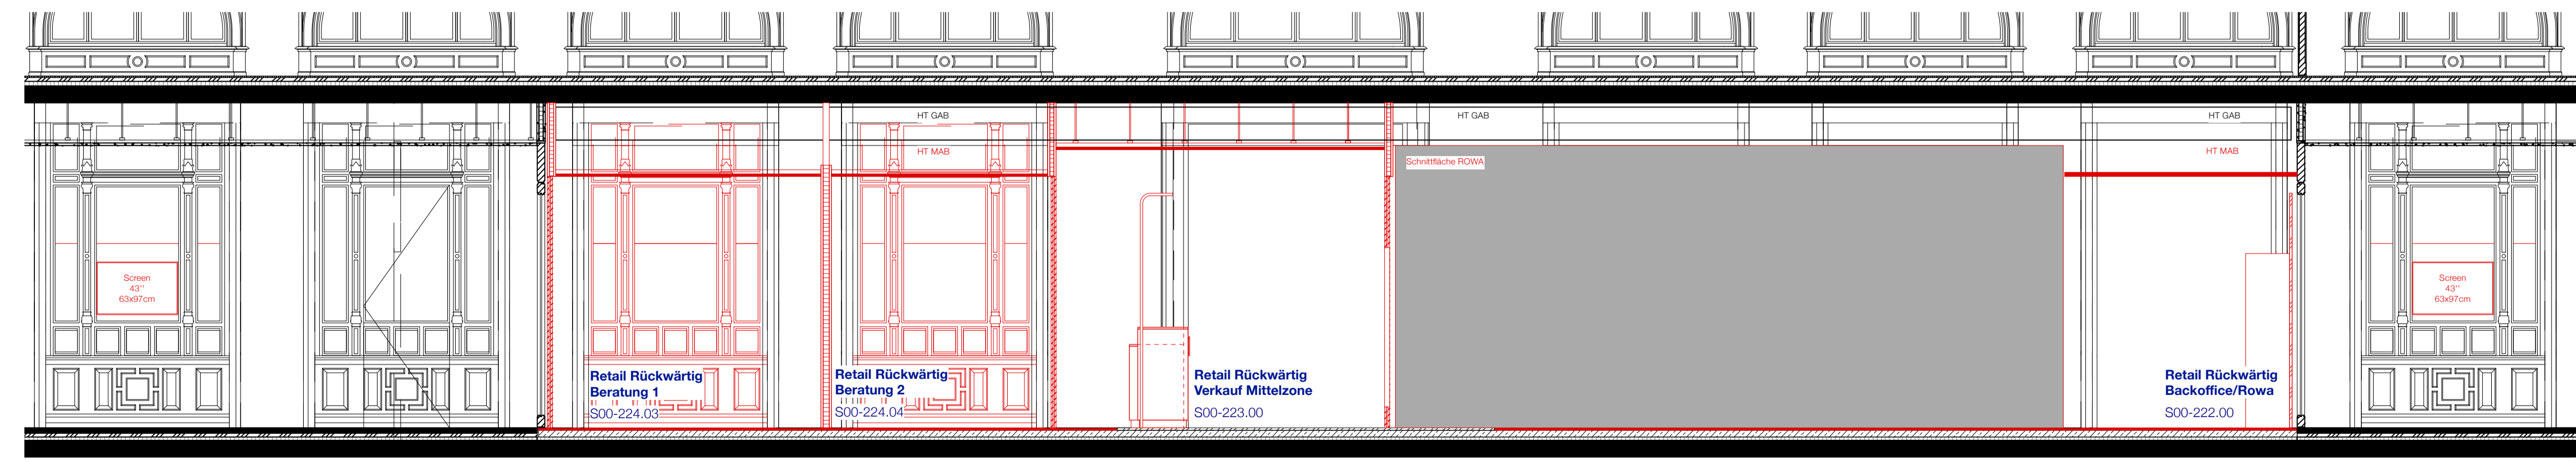 HT GAB
HT GAB
HT GAB
HT MAB
HT MAB
Schnittfläche ROWA
Screen
43''
63x97cm
Screen
43''
63x97cm
Retail Rückwärtig
Beratung 1
S00-224.03
Retail Rückwärtig
Beratung 2
S00-224.04
Retail Rückwärtig
Verkauf Mittelzone
S00-223.00
Retail Rückwärtig
Backoffice/Rowa
S00-222.00